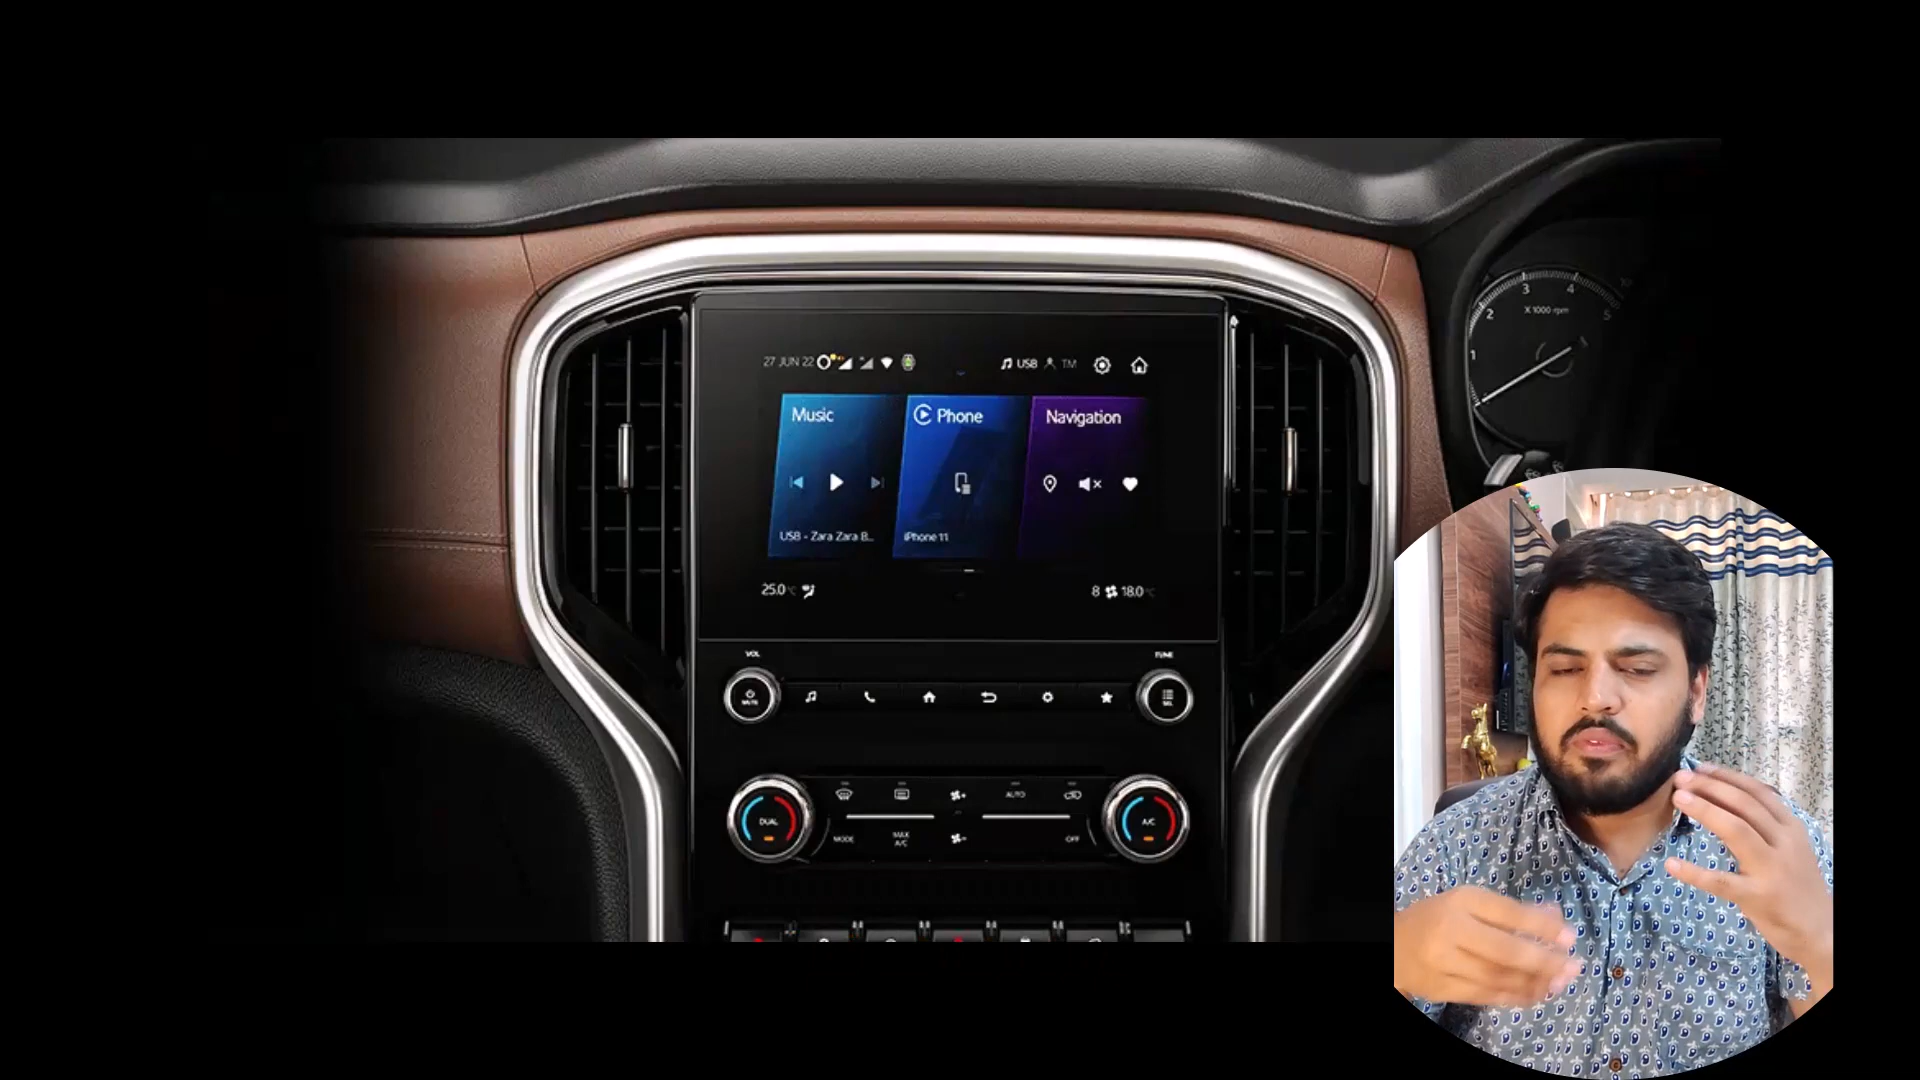 27 JUN 22
USB
TM
Music
Phone
Navigation
USB - Zara Zara B...
iPhone 11
25.0°C
8
18.0°C
VOL
TUNE
MUTE
SEL
DUAL
AUTO
A/C
MODE
MAX
A/C
OFF
1
2
3
4
5
X 1000 rpm